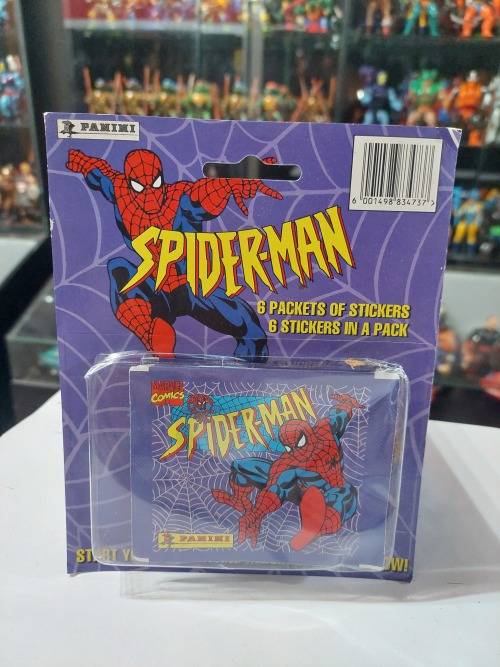 PANINI
6 001498 834737
SPIDER-MAN
6 PACKETS OF STICKERS
6 STICKERS IN A PACK
MARVEL
COMICS
SPIDER-MAN
PANINI